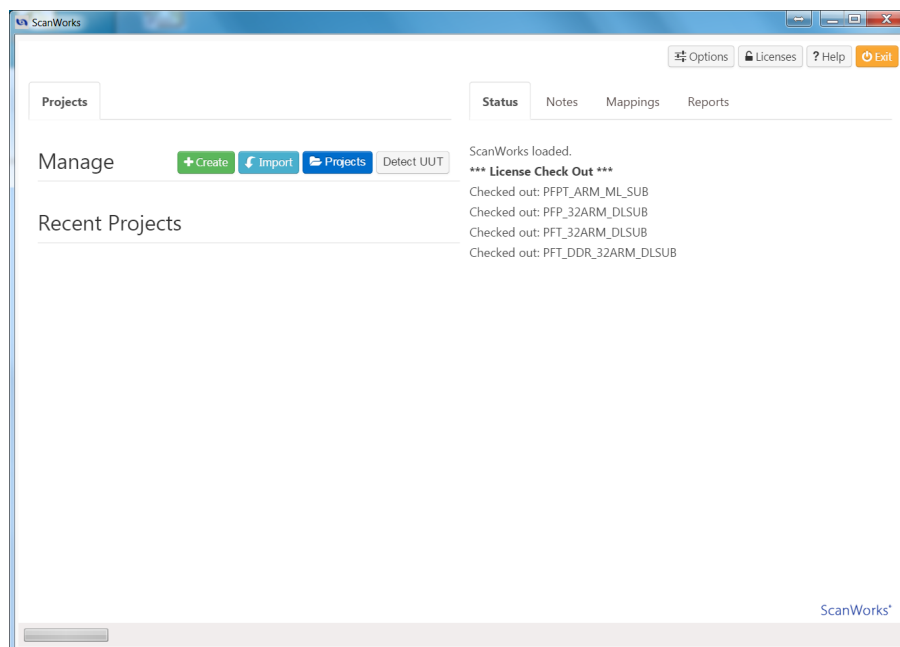 ScanWorks
Options Licenses ? Help Exit
Projects
Status Notes Mappings Reports
Manage
Create Import Projects Detect UUT
Recent Projects
ScanWorks loaded.
*** License Check Out ***
Checked out: PFPT_ARM_ML_SUB
Checked out: PFP_32ARM_DLSUB
Checked out: PFT_32ARM_DLSUB
Checked out: PFT_DDR_32ARM_DLSUB
ScanWorks